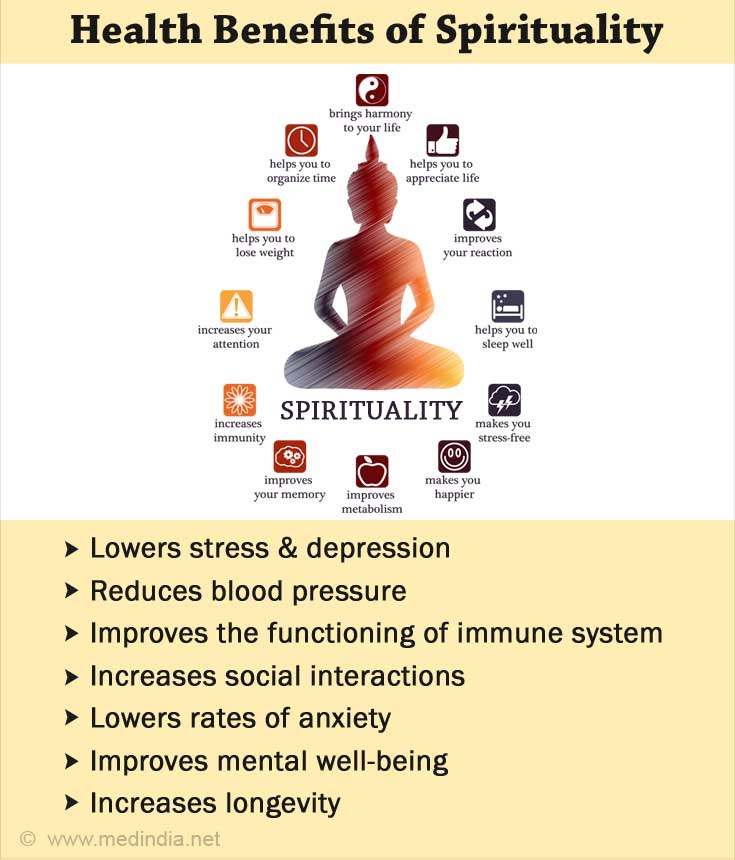 Health Benefits of Spirituality
brings harmony
to your life
helps you to
organize time
helps you to
appreciate life
helps you to
lose weight
improves
your reaction
increases your
attention
helps you to
sleep well
SPIRITUALITY
increases
immunity
makes you
stress-free
improves
your memory
improves
metabolism
makes you
happier
Lowers stress & depression
Reduces blood pressure
Improves the functioning of immune system
Increases social interactions
Lowers rates of anxiety
Improves mental well-being
Increases longevity
© www.medindia.net